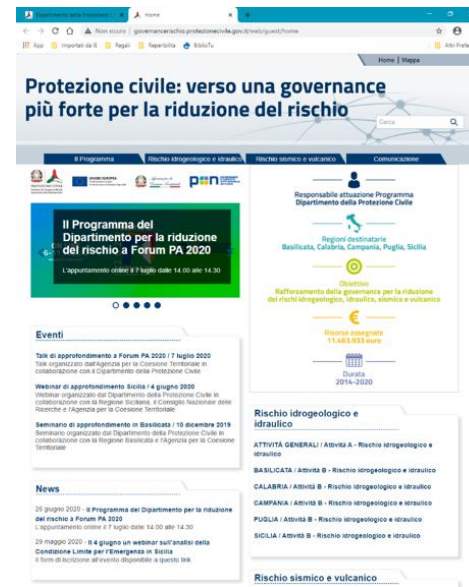 Dipartimento della Protezione Ci
Home
Non sicuro | governancerischio.protezionecivile.gov.it/web/guest/home
App
Importati da IE
Regali
Reperibilità
BiblioTu
Altri Prefe
Home | Mappa
Protezione civile: verso una governance
più forte per la riduzione del rischio
Cerca
Il Programma
Rischio idrogeologico e idraulico
Rischio sismico e vulcanico
Comunicazione
UNIONE EUROPEA
pon
Il Programma del
Dipartimento per la riduzione
del rischio a Forum PA 2020
L'appuntamento online il 7 luglio dalle 14.00 alle 14.30
Responsabile attuazione Programma
Dipartimento della Protezione Civile
Regioni destinatarie
Basilicata, Calabria, Campania, Puglia, Sicilia
Obiettivo
Rafforzamento della governance per la riduzione
dei rischi idrogeologico, idraulico, sismico e vulcanico
Risorse assegnate
11.463.933 euro
Durata
2014-2020
Eventi
Talk di approfondimento a Forum PA 2020 / 7 luglio 2020
Talk organizzato dall'Agenzia per la Coesione Territoriale in
collaborazione con il Dipartimento della Protezione Civile
Webinar di approfondimento Sicilia / 4 giugno 2020
Webinar organizzato dal Dipartimento della Protezione Civile in
collaborazione con la Regione Siciliana, il Consiglio Nazionale delle
Ricerche e l'Agenzia per la Coesione Territoriale
Seminario di approfondimento in Basilicata / 10 dicembre 2019
Seminario organizzato dal Dipartimento della Protezione Civile in
collaborazione con la Regione Basilicata e l'Agenzia per la Coesione
Territoriale
News
26 giugno 2020 - Il Programma del Dipartimento per la riduzione
del rischio a Forum PA 2020
L'appuntamento online il 7 luglio dalle 14.00 alle 14.30
29 maggio 2020 - Il 4 giugno un webinar sull'analisi della
Condizione Limite per l'Emergenza in Sicilia
Il form di iscrizione all'evento disponibile a questo link
Rischio idrogeologico e
idraulico
ATTIVITÀ GENERALI / Attività A - Rischio idrogeologico e
idraulico
BASILICATA / Attività B - Rischio idrogeologico e idraulico
CALABRIA / Attività B - Rischio idrogeologico e idraulico
CAMPANIA / Attività B - Rischio idrogeologico e idraulico
PUGLIA / Attività B - Rischio idrogeologico e idraulico
SICILIA / Attività B - Rischio idrogeologico e idraulico
Rischio sismico e vulcanico